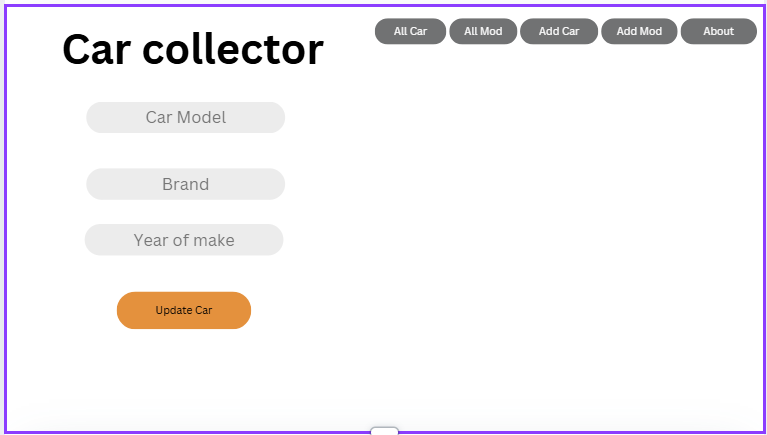 Car collector
All Car
All Mod
Add Car
Add Mod
About
Car Model
Brand
Year of make
Update Car